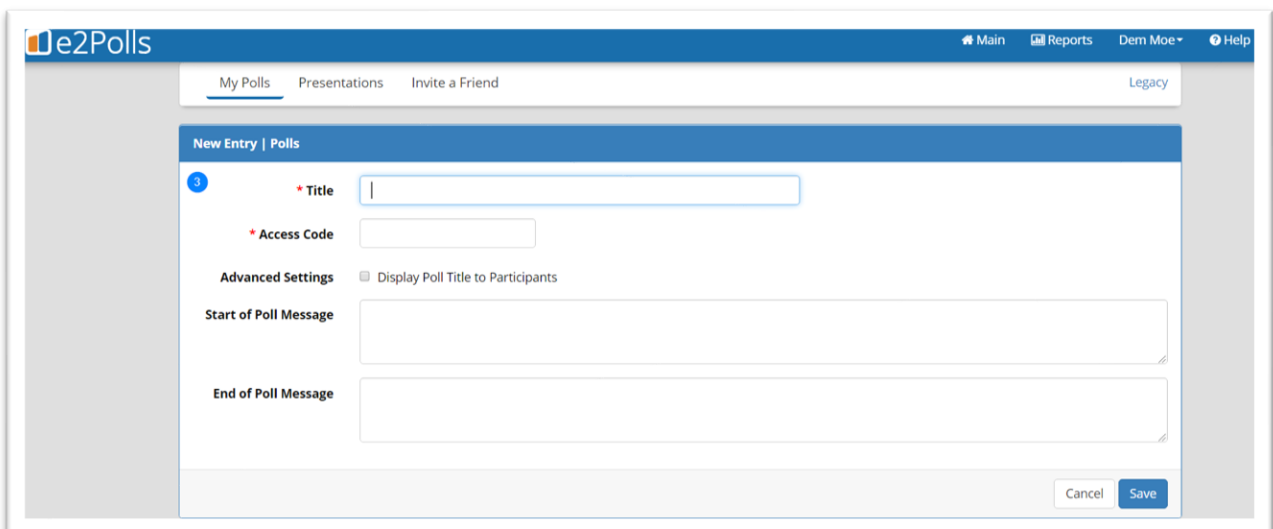 e2Polls Main Reports Dem Moe Help
My Polls Presentations Invite a Friend Legacy
New Entry | Polls
3
* Title
* Access Code
Advanced Settings Display Poll Title to Participants
Start of Poll Message
End of Poll Message
Cancel Save